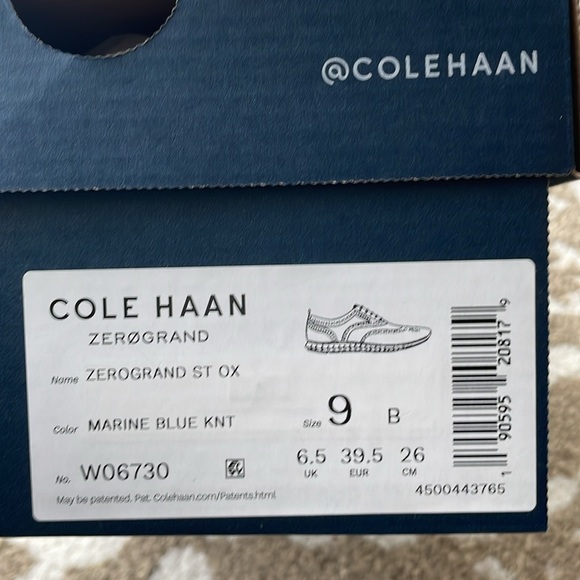 @COLEHAAN
COLE HAAN
ZERØGRAND
Name ZEROGRAND ST OX
Color MARINE BLUE KNT
Size 9 B
6.5 39.5 26
UK EUR CM
No. W06730
May be patented. Pat. Colehaan.com/Patents.html
4500443765
1 90595 20817 9